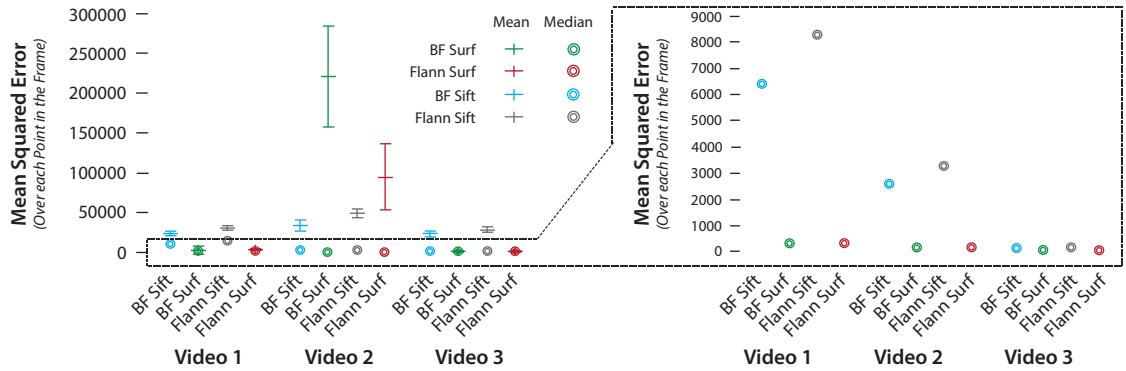 Mean Squared Error
(Over each Point in the Frame)
300000
250000
200000
150000
100000
50000
0
Mean Median
BF Surf
Flann Surf
BF Sift
Flann Sift
BF Sift
BF Surf
Flann Sift
Flann Surf
BF Sift
BF Surf
Flann Sift
Flann Surf
BF Sift
BF Surf
Flann Sift
Flann Surf
Video 1 Video 2 Video 3
Mean Squared Error
(Over each Point in the Frame)
9000
8000
7000
6000
5000
4000
3000
2000
1000
0
BF Sift
BF Surf
Flann Sift
Flann Surf
BF Sift
BF Surf
Flann Sift
Flann Surf
BF Sift
BF Surf
Flann Sift
Flann Surf
Video 1 Video 2 Video 3